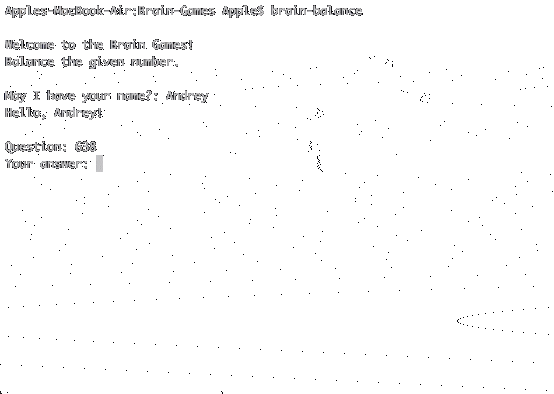 Apples-MacBook-Air:Brain-Games Apple$ brain-balance
Welcome to the Brain Games!
Balance the given number.
May I have your name?: Andrey
Hello, Andrey!
Question:
Your answer: